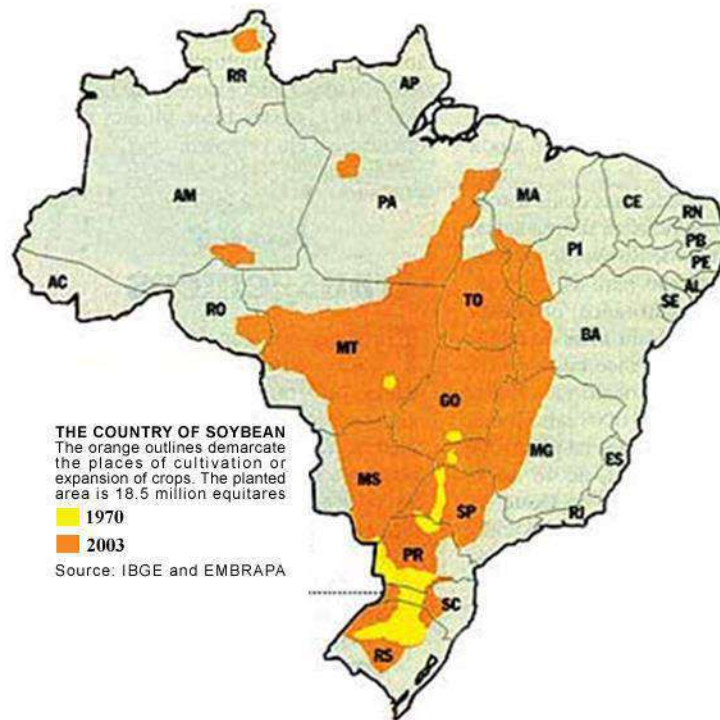 RR
AP
AM
PA
MA
CE
RN
PB
PE
AL
SE
PI
AC
RO
TO
BA
MT
GO
MG
ES
MS
SP
RJ
PR
SC
RS
THE COUNTRY OF SOYBEAN
The orange outlines demarcate
the places of cultivation or
expansion of crops. The planted
area is 18.5 million equitares
1970
2003
Source: IBGE and EMBRAPA